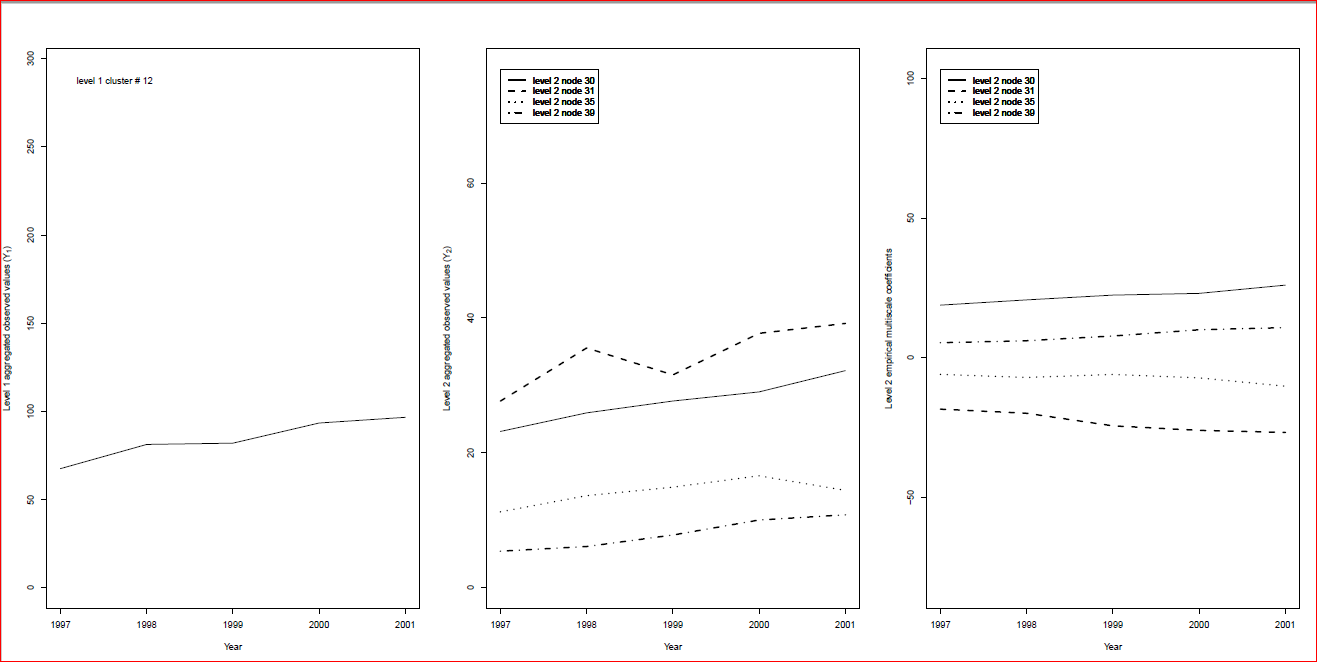 level 1 cluster # 12
300
250
200
150
100
50
0
Level 1 aggregated observed values (Y1)
1997 1998 1999 2000 2001
Year
level 2 node 30
level 2 node 31
level 2 node 35
level 2 node 39
60
40
20
0
Level 2 aggregated observed values (Y2)
1997 1998 1999 2000 2001
Year
level 2 node 30
level 2 node 31
level 2 node 35
level 2 node 39
100
50
0
−50
Level 2 empirical multiscale coefficients
1997 1998 1999 2000 2001
Year